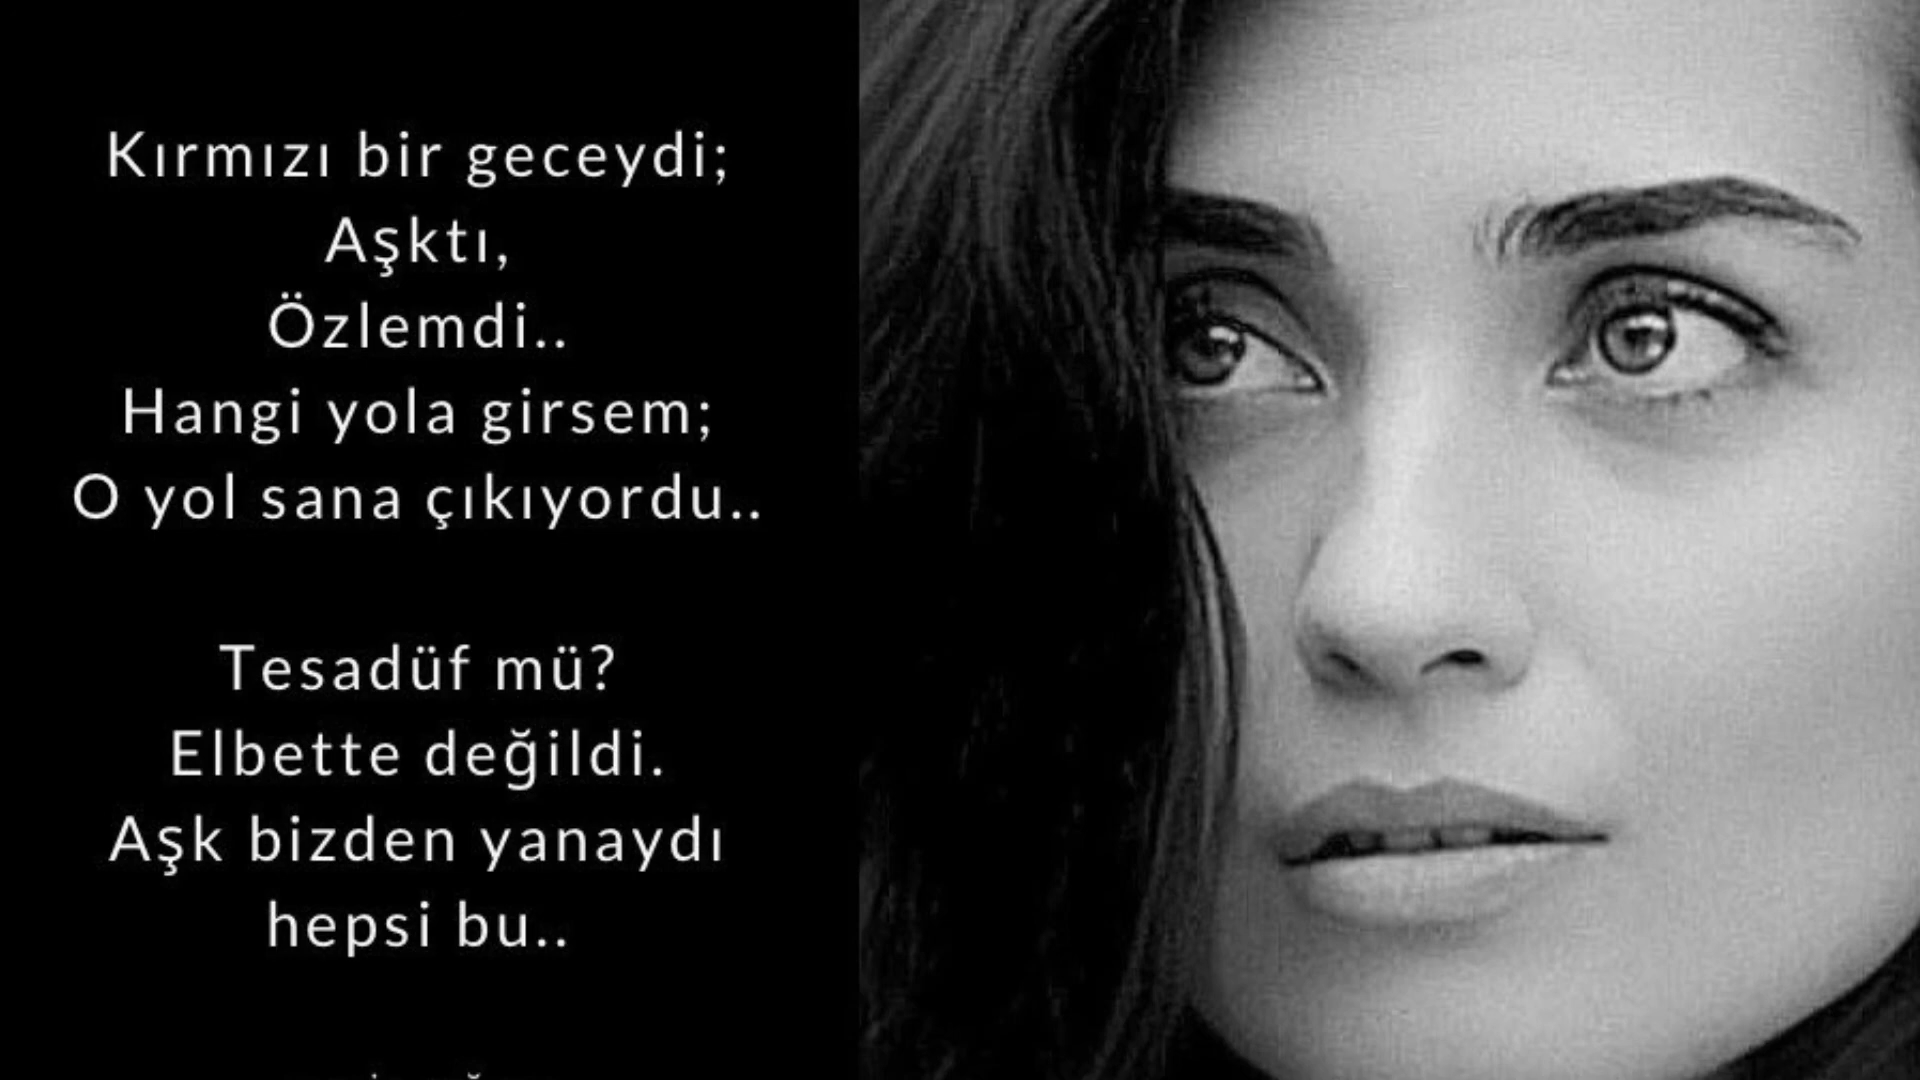 Kırmızı bir geceydi;
Aşktı,
Özlemdi..
Hangi yola girsem;
O yol sana çıkıyordu..
Tesadüf mü?
Elbette değildi.
Aşk bizden yanaydı
hepsi bu..